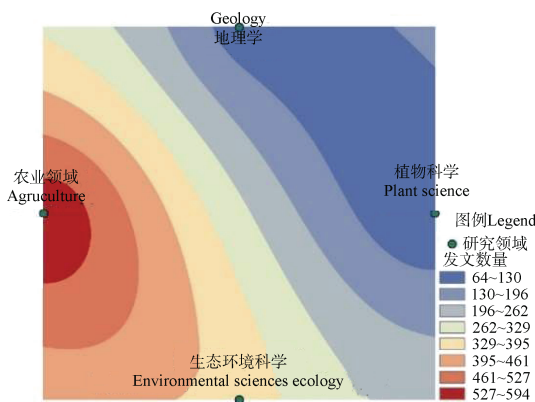 Geology
地理学
农业领域
Agruculture
植物科学
Plant science
图例Legend
研究领域
发文数量
64~130
130~196
196~262
262~329
329~395
395~461
461~527
527~594
生态环境科学
Environmental sciences ecology